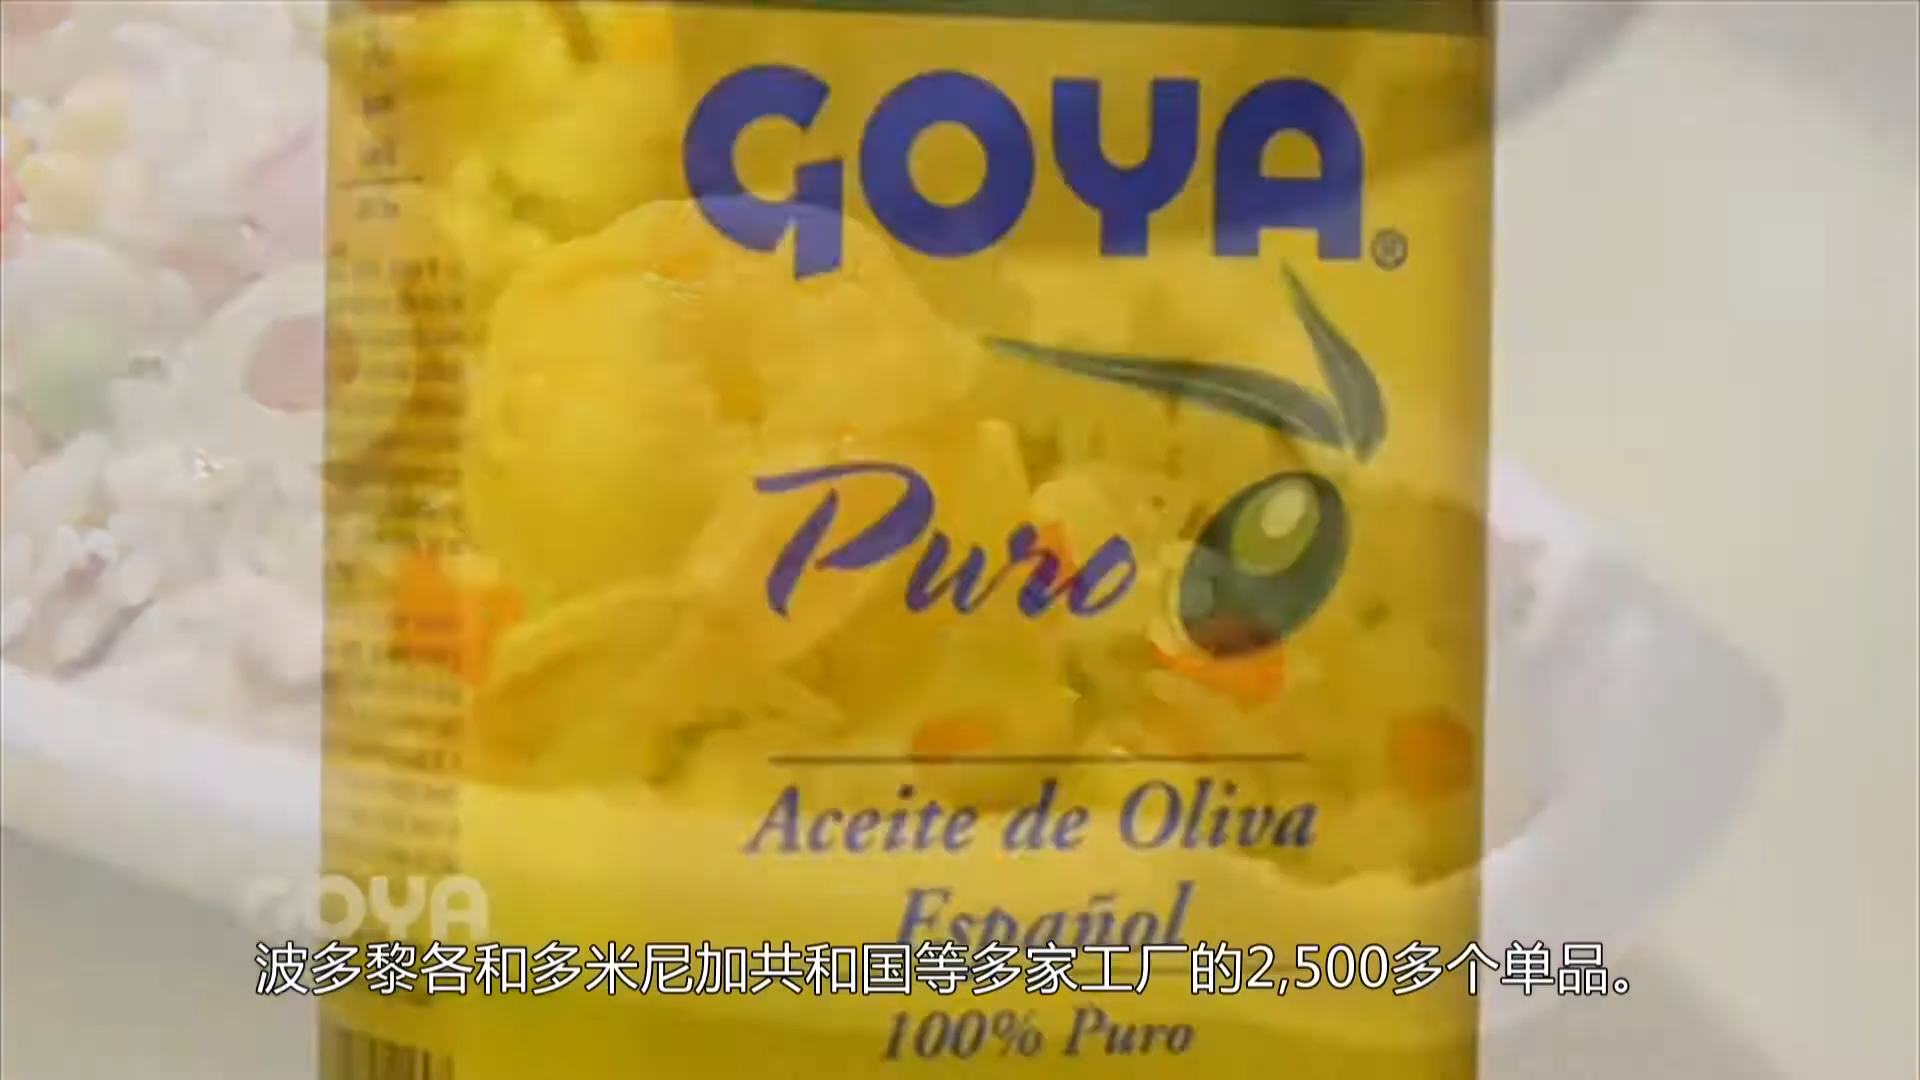 GOYA®
Puro
Aceite de Oliva
Español
GOYA
波多黎各和多米尼加共和国等多家工厂的2,500多个单品。
100% Puro